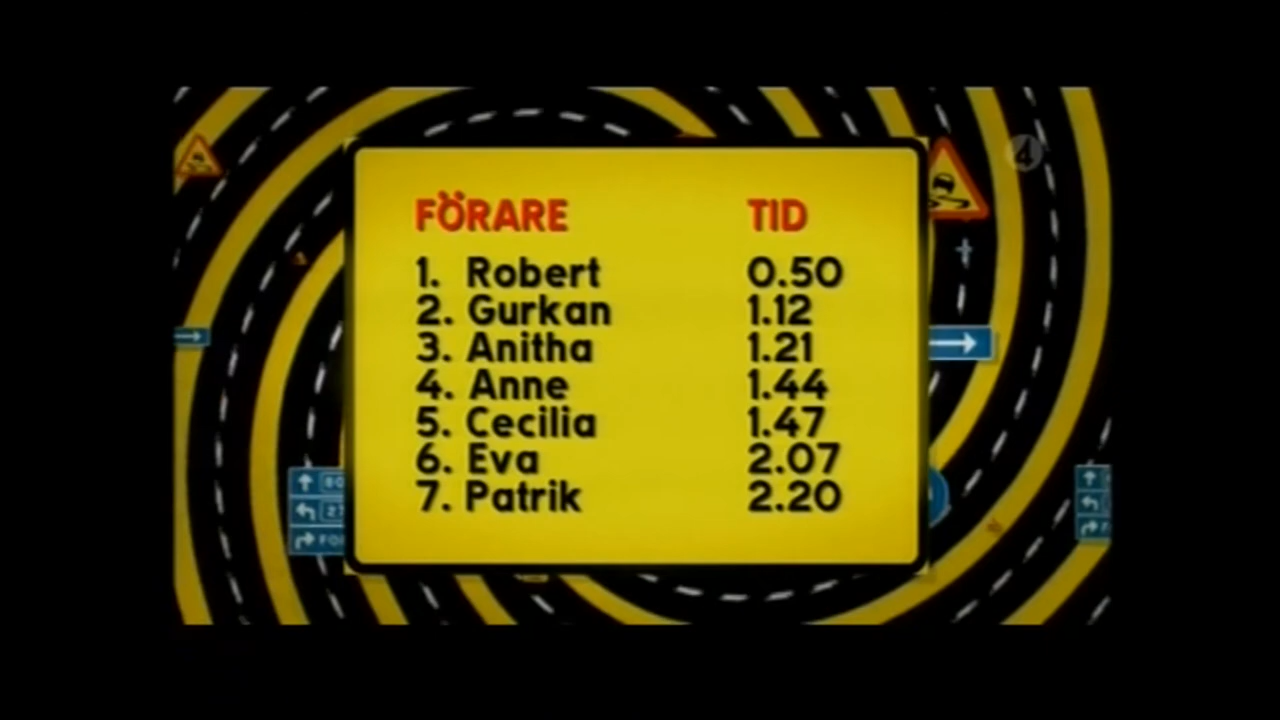 FÖRARE TID
1. Robert 0.50
2. Gurkan 1.12
3. Anitha 1.21
4. Anne 1.44
5. Cecilia 1.47
6. Eva 2.07
7. Patrik 2.20
4